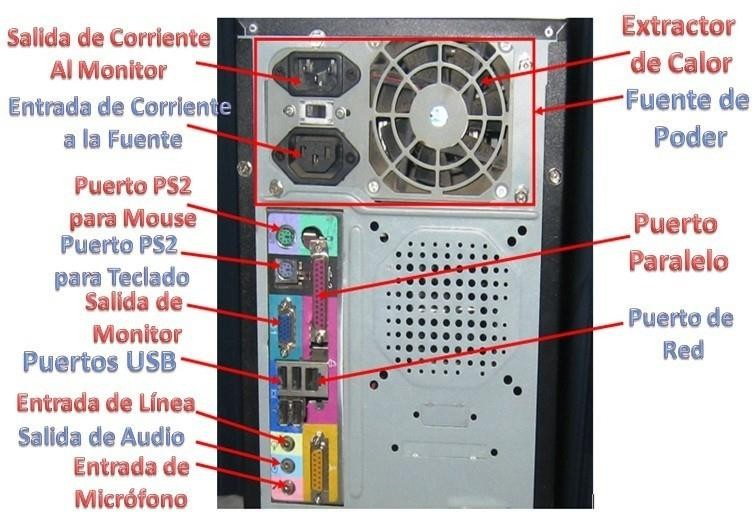 Salida de Corriente
Al Monitor
Entrada de Corriente
a la Fuente
Puerto PS2
para Mouse
Puerto PS2
para Teclado
Salida de
Monitor
Puertos USB
Entrada de Línea
Salida de Audio
Entrada de
Micrófono
Extractor
de Calor
Fuente de
Poder
Puerto
Paralelo
Puerto de
Red